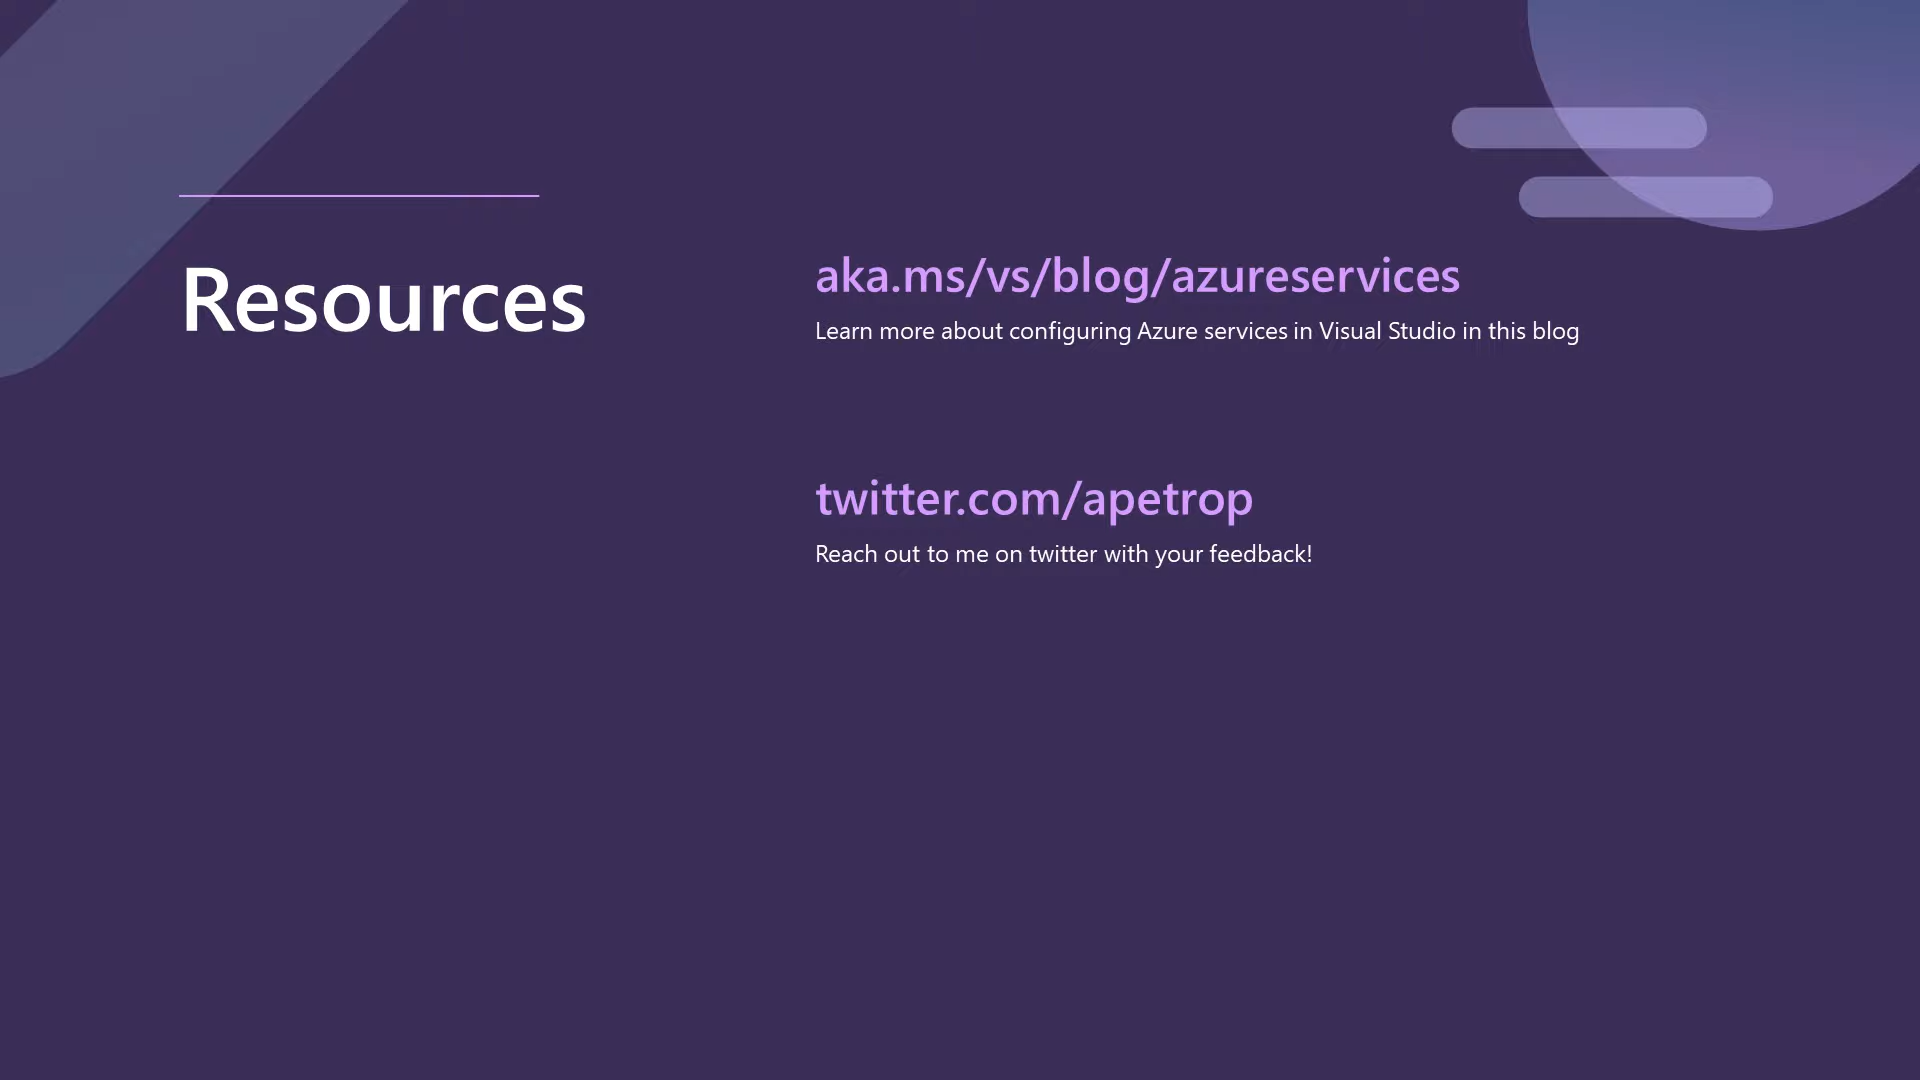 Resources
aka.ms/vs/blog/azureservices
Learn more about configuring Azure services in Visual Studio in this blog
twitter.com/apetrop
Reach out to me on twitter with your feedback!